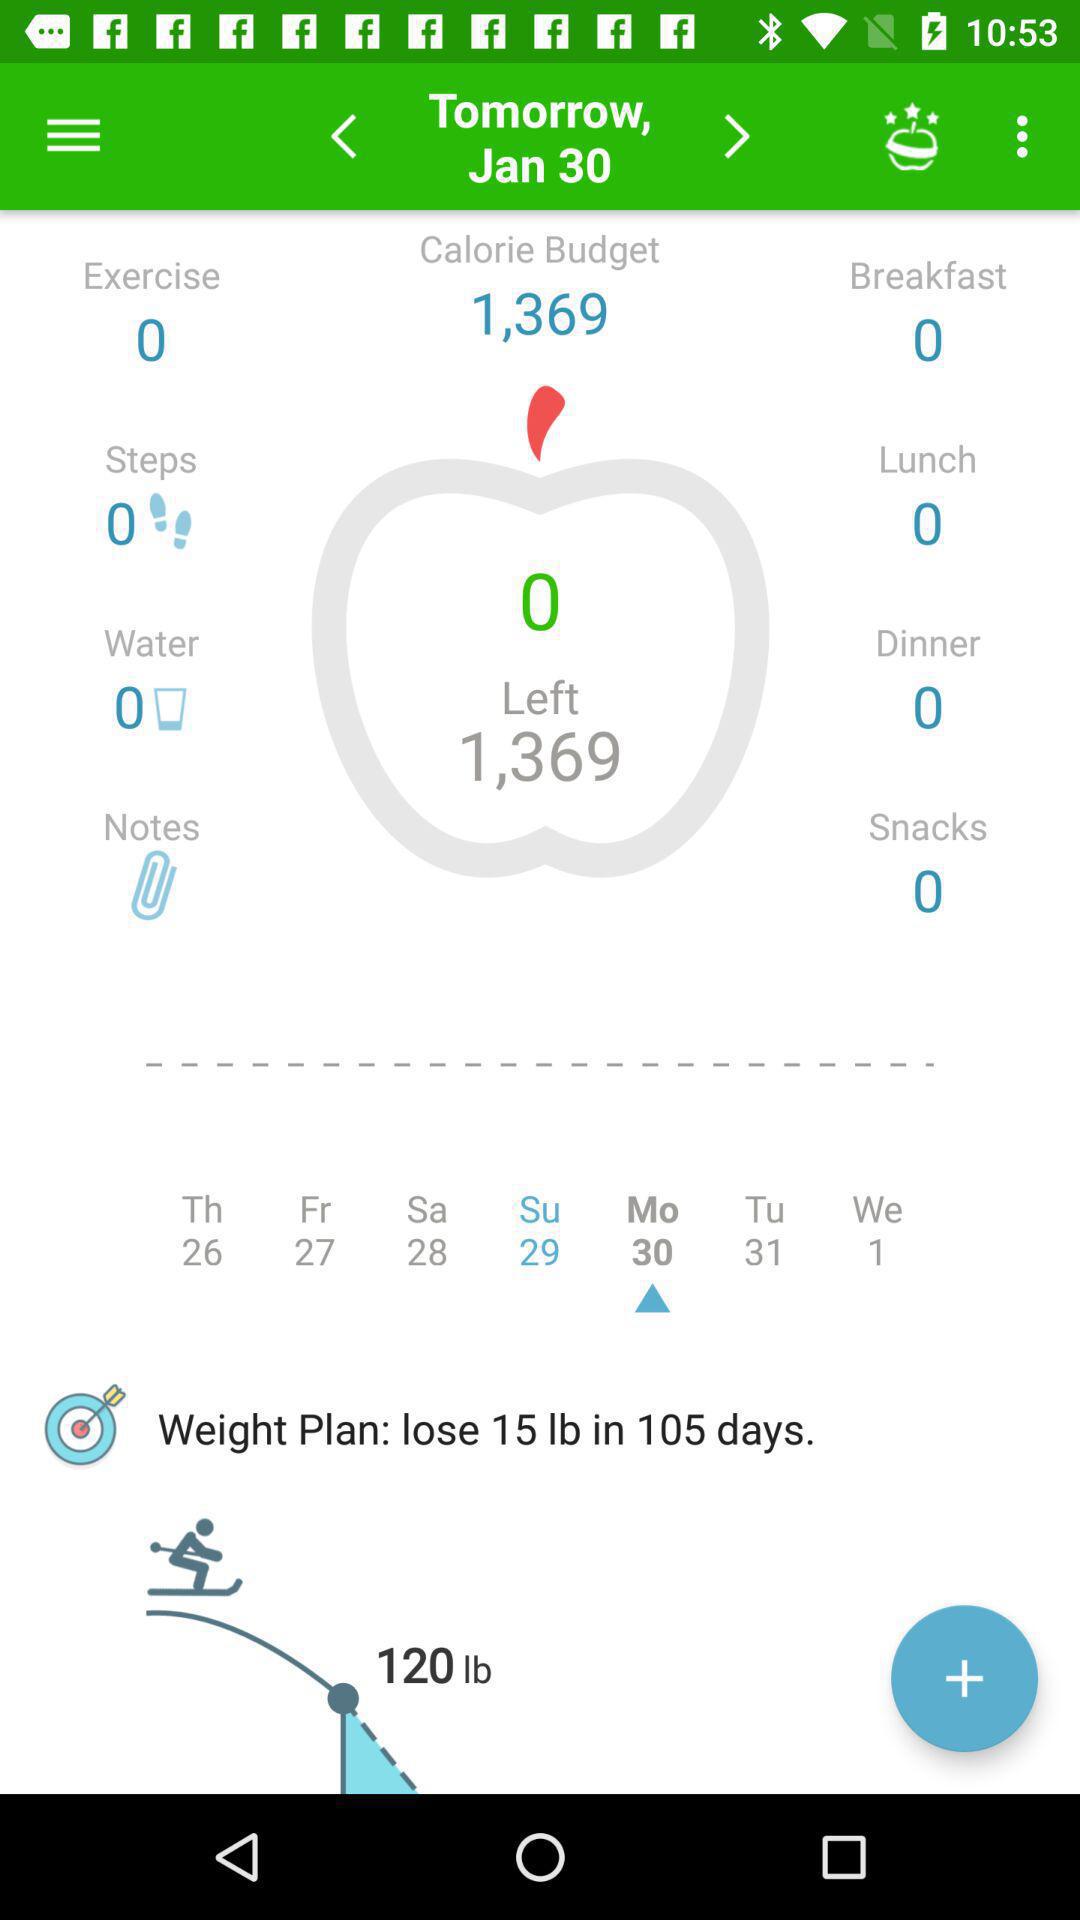 10:53
Tomorrow,
Jan 30
Calorie Budget
1,369
Exercise
0
Steps
0
Water
0
Notes
0
Left
1,369
Breakfast
0
Lunch
0
Dinner
0
Snacks
0
Th Fr Sa Su Mo Tu We
26 27 28 29 30 31 1
Weight Plan: lose 15 lb in 105 days.
120 lb